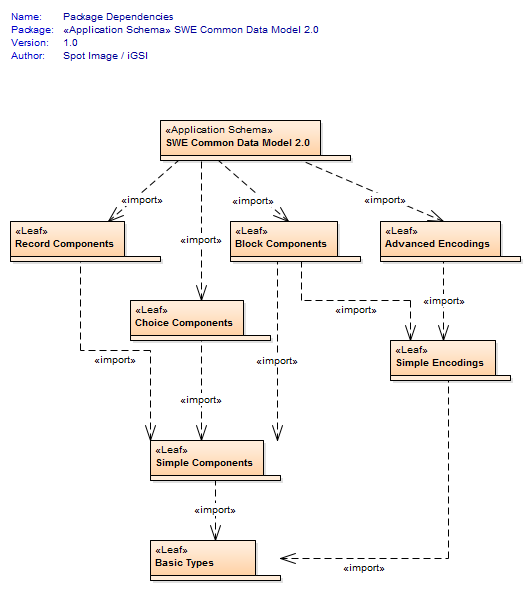 Name: Package Dependencies
Package: «Application Schema» SWE Common Data Model 2.0
Version: 1.0
Author: Spot Image / iGSI
«Application Schema»
SWE Common Data Model 2.0
«import»
«import»
«import»
«import»
«Leaf»
Record Components
«Leaf»
Block Components
«Leaf»
Advanced Encodings
«import»
«import»
«Leaf»
Choice Components
«import»
«Leaf»
Simple Encodings
«import»
«import»
«import»
«Leaf»
Simple Components
«import»
«Leaf»
Basic Types
«import»